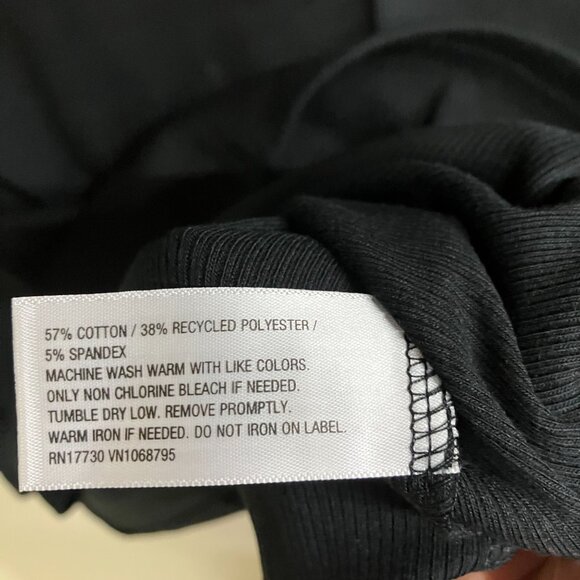 57% COTTON / 38% RECYCLED POLYESTER /
5% SPANDEX
MACHINE WASH WARM WITH LIKE COLORS.
ONLY NON CHLORINE BLEACH IF NEEDED.
TUMBLE DRY LOW. REMOVE PROMPTLY.
WARM IRON IF NEEDED. DO NOT IRON ON LABEL.
RN17730 VN1068795